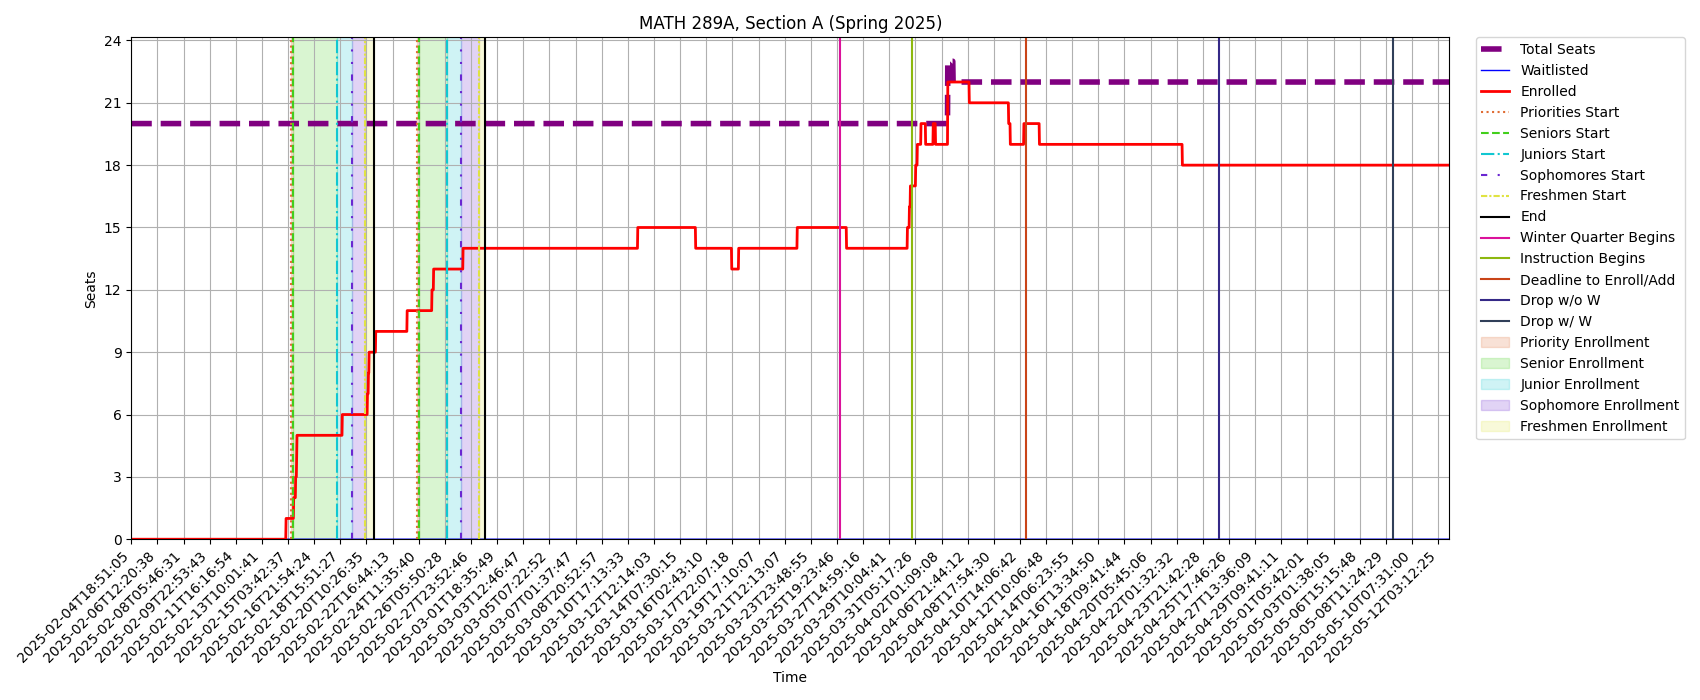 MATH 289A, Section A (Spring 2025)
24
21
18
15
12
9
6
3
0
Seats
2025-02-04T18:51:05
2025-02-06T12:20:38
2025-02-08T05:46:31
2025-02-09T22:53:43
2025-02-11T16:16:54
2025-02-13T10:01:41
2025-02-15T03:42:37
2025-02-16T21:54:24
2025-02-18T15:51:27
2025-02-20T10:26:35
2025-02-22T16:44:13
2025-02-24T11:35:40
2025-02-26T05:50:28
2025-02-27T23:52:46
2025-03-01T18:35:49
2025-03-03T12:46:47
2025-03-05T07:22:52
2025-03-07T01:37:47
2025-03-08T20:52:57
2025-03-10T17:13:33
2025-03-12T12:14:03
2025-03-14T07:30:15
2025-03-16T02:43:10
2025-03-17T22:07:18
2025-03-19T17:10:07
2025-03-21T12:13:07
2025-03-23T23:48:55
2025-03-25T19:23:46
2025-03-27T14:59:16
2025-03-29T10:04:41
2025-03-31T05:17:26
2025-04-02T01:09:08
2025-04-06T21:44:12
2025-04-08T17:54:30
2025-04-10T14:06:42
2025-04-12T10:06:48
2025-04-14T06:23:55
2025-04-16T13:34:50
2025-04-18T09:41:44
2025-04-20T05:45:06
2025-04-22T01:32:32
2025-04-23T21:42:28
2025-04-25T17:46:26
2025-04-27T13:36:09
2025-04-29T09:41:11
2025-05-01T05:42:01
2025-05-03T01:38:05
2025-05-06T15:15:48
2025-05-08T11:24:29
2025-05-10T07:31:00
2025-05-12T03:12:25
Time
Total Seats
Waitlisted
Enrolled
Priorities Start
Seniors Start
Juniors Start
Sophomores Start
Freshmen Start
End
Winter Quarter Begins
Instruction Begins
Deadline to Enroll/Add
Drop w/o W
Drop w/ W
Priority Enrollment
Senior Enrollment
Junior Enrollment
Sophomore Enrollment
Freshmen Enrollment